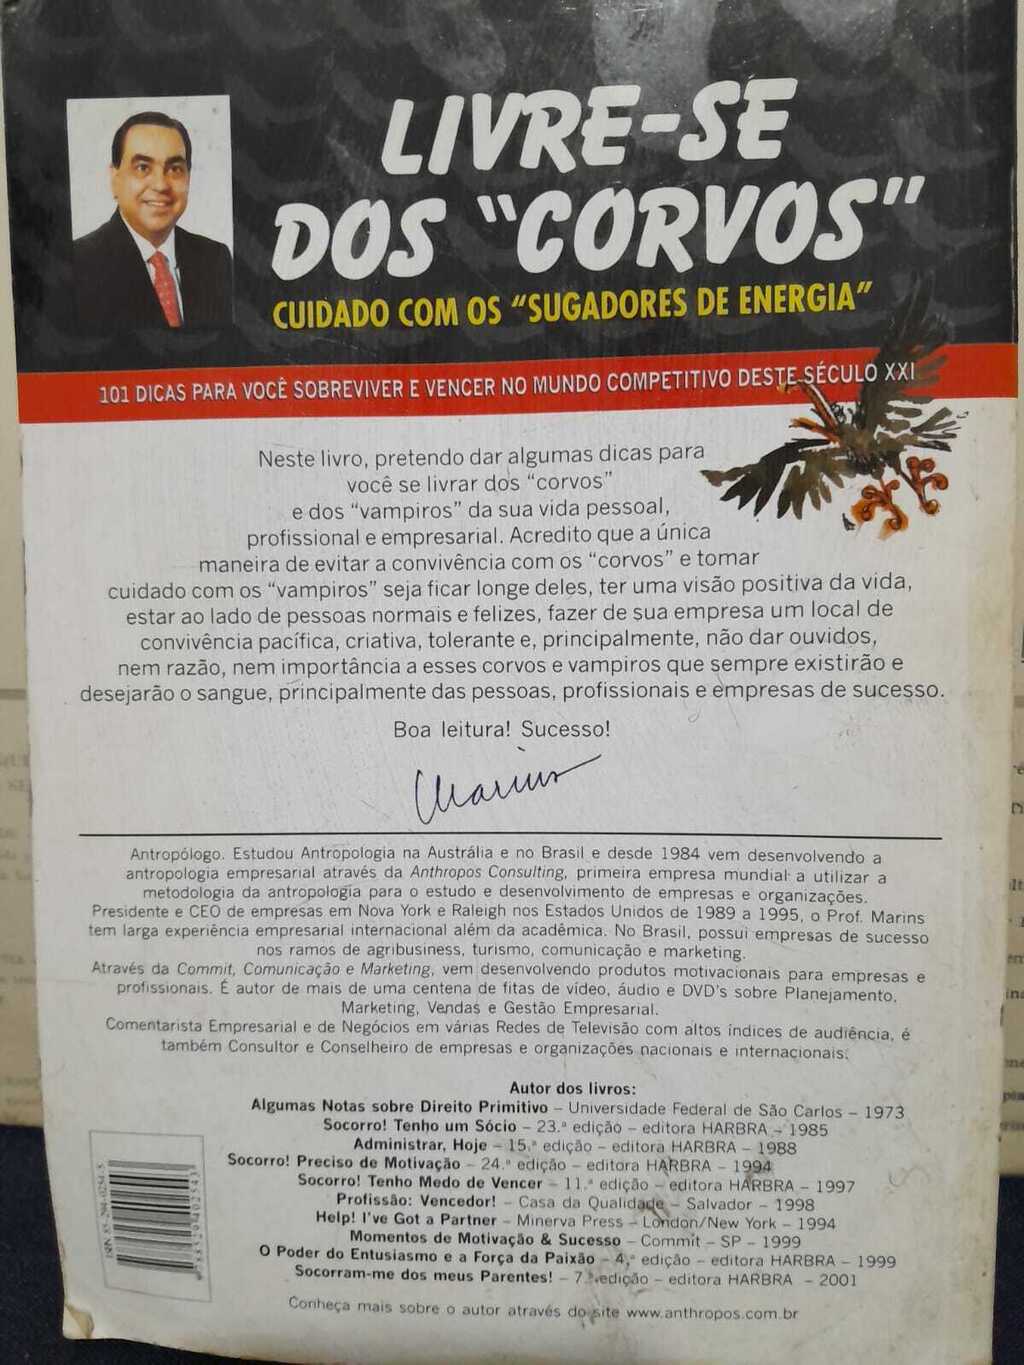 LIVRE-SE
DOS "CORVOS"
CUIDADO COM OS "SUGADORES DE ENERGIA"
101 DICAS PARA VOCÊ SOBREVIVER E VENCER NO MUNDO COMPETITIVO DESTE SÉCULO XXI
Neste livro, pretendo dar algumas dicas para
você se livrar dos "corvos"
e dos "vampiros" da sua vida pessoal,
profissional e empresarial. Acredito que a única
maneira de evitar a convivência com os "corvos" e tomar
cuidado com os "vampiros" seja ficar longe deles, ter uma visão positiva da vida,
estar ao lado de pessoas normais e felizes, fazer de sua empresa um local de
convivência pacífica, criativa, tolerante e, principalmente, não dar ouvidos,
nem razão, nem importância a esses corvos e vampiros que sempre existirão e
desejarão o sangue, principalmente das pessoas, profissionais e empresas de sucesso.
Boa leitura! Sucesso!
Marins
Antropólogo. Estudou Antropologia na Austrália e no Brasil e desde 1984 vem desenvolvendo a
antropologia empresarial através da Anthropos Consulting, primeira empresa mundial a utilizar a
metodologia da antropologia para o estudo e desenvolvimento de empresas e organizações.
Presidente e CEO de empresas em Nova York e Raleigh nos Estados Unidos de 1989 a 1995, o Prof. Marins
tem larga experiência empresarial internacional além da acadêmica. No Brasil, possui empresas de sucesso
nos ramos de agribusiness, turismo, comunicação e marketing.
Através da Commit, Comunicação e Marketing, vem desenvolvendo produtos motivacionais para empresas e
profissionais. É autor de mais de uma centena de fitas de vídeo, áudio e DVD's sobre Planejamento,
Marketing, Vendas e Gestão Empresarial.
Comentarista Empresarial e de Negócios em várias Redes de Televisão com altos índices de audiência, é
também Consultor e Conselheiro de empresas e organizações nacionais e internacionais.
Autor dos livros:
Algumas Notas sobre Direito Primitivo – Universidade Federal de São Carlos – 1973
Socorro! Tenho um Sócio – 23.ª edição – editora HARBRA – 1985
Administrar, Hoje – 15.ª edição – editora HARBRA – 1988
Socorro! Preciso de Motivação – 24.ª edição – editora HARBRA – 1994
Socorro! Tenho Medo de Vencer – 11.ª edição – editora HARBRA – 1997
Profissão: Vencedor! – Casa da Qualidade – Salvador – 1998
Help! I've Got a Partner – Minerva Press – London/New York – 1994
Momentos de Motivação & Sucesso – Commit – SP – 1999
O Poder do Entusiasmo e a Força da Paixão – 4.ª edição – editora HARBRA – 1999
Socorram-me dos meus Parentes! – 7.ª edição – editora HARBRA – 2001
Conheça mais sobre o autor através do site www.anthropos.com.br
ISBN 85-294-0254-5